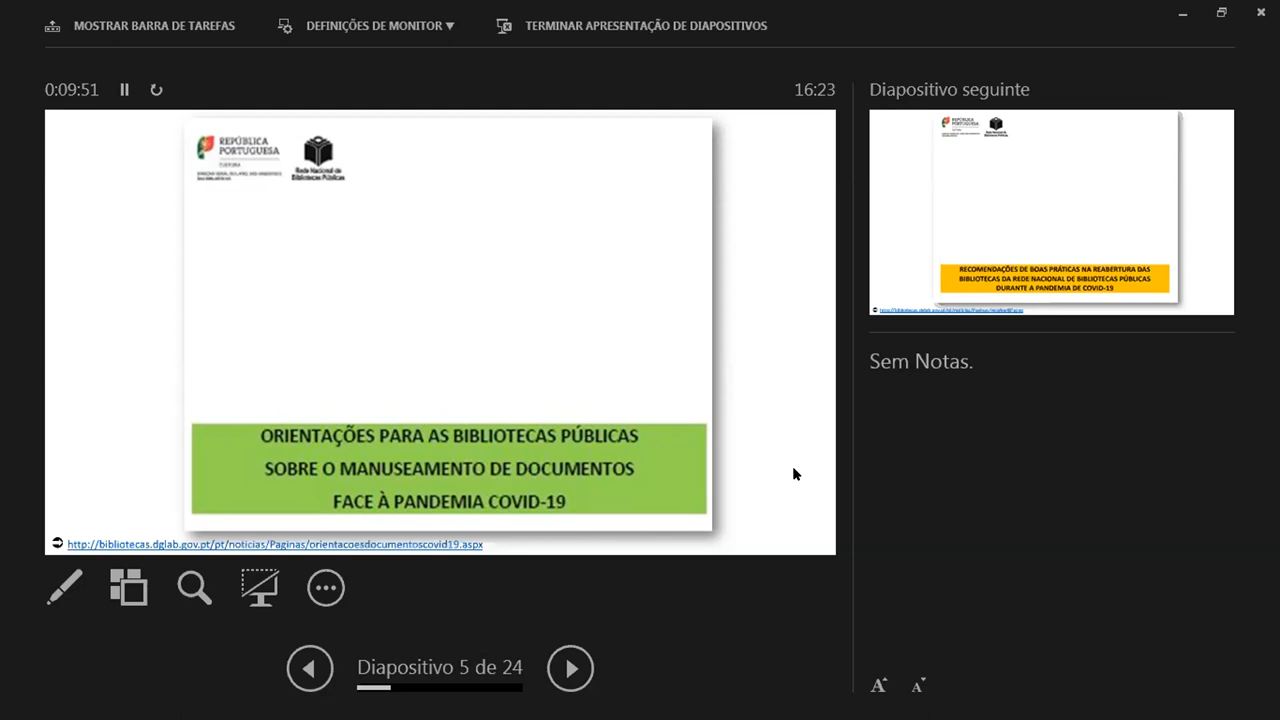 MOSTRAR BARRA DE TAREFAS
DEFINIÇÕES DE MONITOR ▼
TERMINAR APRESENTAÇÃO DE DIAPOSITIVOS
0:09:51
16:23
Diapositivo seguinte
REPÚBLICA
PORTUGUESA
CULTURA
Rede Nacional de
Bibliotecas Públicas
ORIENTAÇÕES PARA AS BIBLIOTECAS PÚBLICAS
SOBRE O MANUSEAMENTO DE DOCUMENTOS
FACE À PANDEMIA COVID-19
http://bibliotecas.dglab.gov.pt/pt/noticias/Paginas/orientacoesdocumentoscovid19.aspx
REPÚBLICA
PORTUGUESA
RECOMENDAÇÕES DE BOAS PRÁTICAS NA REABERTURA DAS
BIBLIOTECAS DA REDE NACIONAL DE BIBLIOTECAS PÚBLICAS
DURANTE A PANDEMIA DE COVID-19
Sem Notas.
Diapositivo 5 de 24
A A